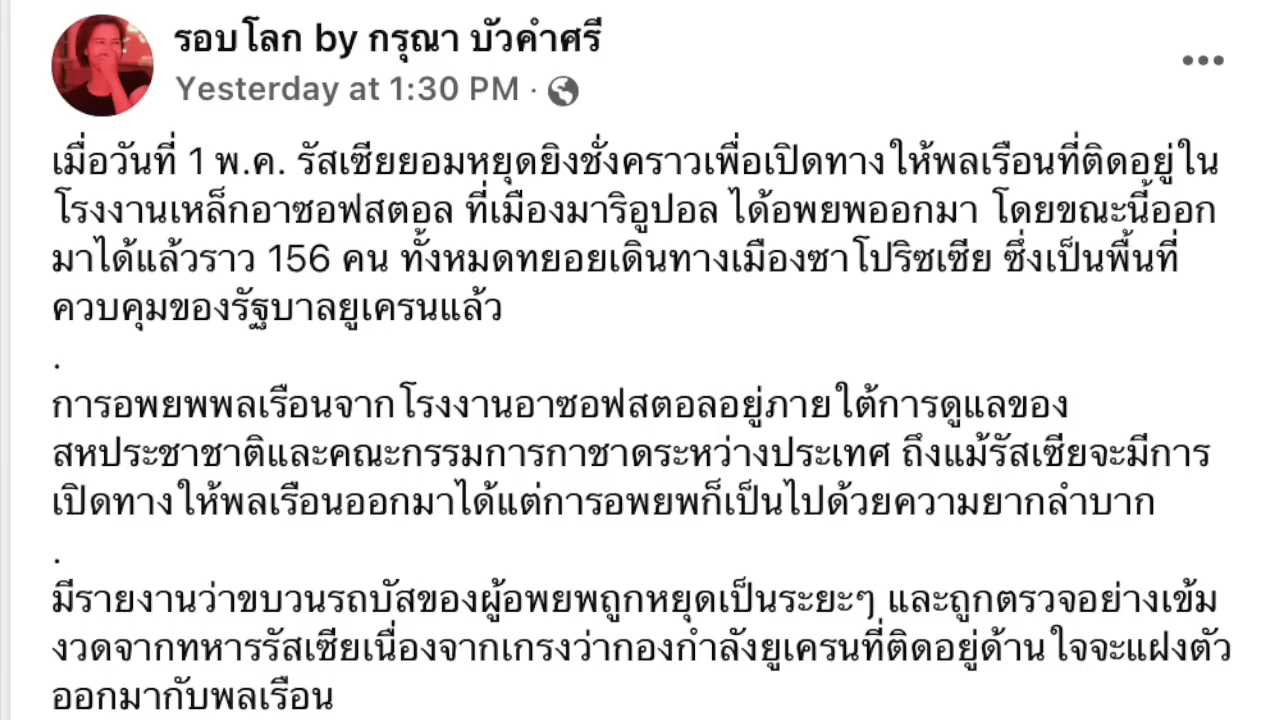 รอบโลก by กรุณา บัวคำศรี
Yesterday at 1:30 PM ·
เมื่อวันที่ 1 พ.ค. รัสเซียยอมหยุดยิงชั่งคราวเพื่อเปิดทางให้พลเรือนที่ติดอยู่ใน
โรงงานเหล็กอาซอฟสตอล ที่เมืองมาริอูปอล ได้อพยพออกมา โดยขณะนี้ออก
มาได้แล้วราว 156 คน ทั้งหมดทยอยเดินทางเมืองซาโปริซเซีย ซึ่งเป็นพื้นที่
ควบคุมของรัฐบาลยูเครนแล้ว
.
การอพยพพลเรือนจากโรงงานอาซอฟสตอลอยู่ภายใต้การดูแลของ
สหประชาชาติและคณะกรรมการกาชาดระหว่างประเทศ ถึงแม้รัสเซียจะมีการ
เปิดทางให้พลเรือนออกมาได้แต่การอพยพก็เป็นไปด้วยความยากลำบาก
.
มีรายงานว่าขบวนรถบัสของผู้อพยพถูกหยุดเป็นระยะๆ และถูกตรวจอย่างเข้ม
งวดจากทหารรัสเซียเนื่องจากเกรงว่ากองกำลังยูเครนที่ติดอยู่ด้านใจจะแฝงตัว
ออกมากับพลเรือน